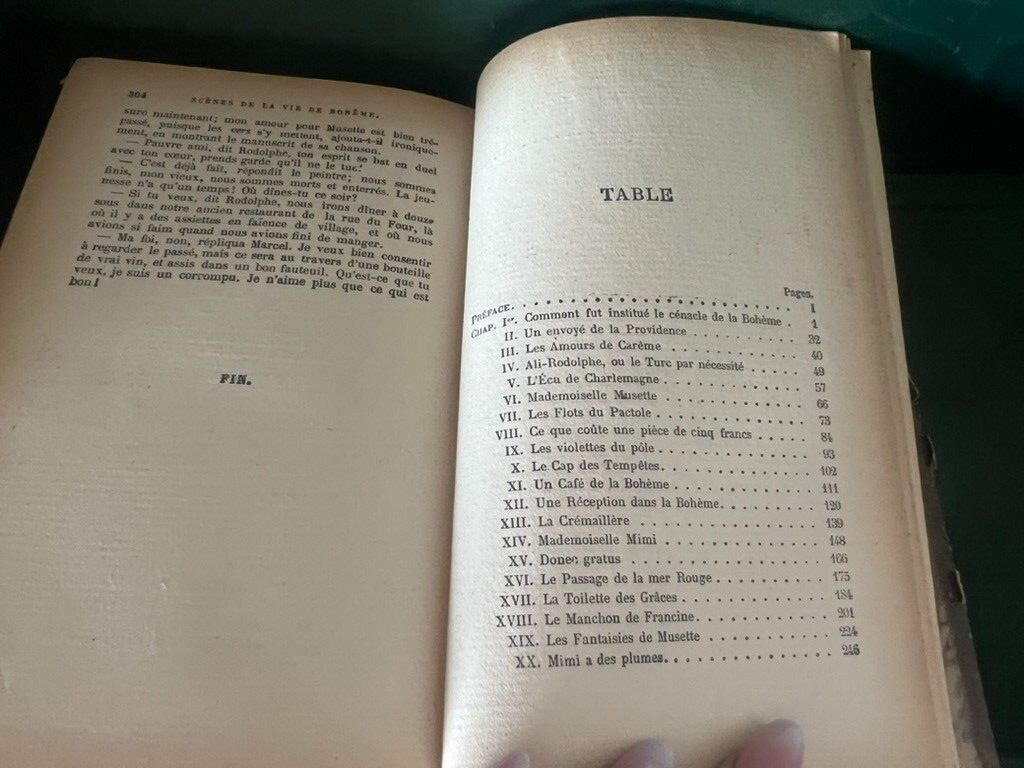 304 SCÈNES DE LA VIE DE BOHÊME.
sure maintenant; mon amour pour Musette est bien tré-
passé, puisque les vers s'y mettent, ajouta-t-il ironique-
ment, en montrant le manuscrit de sa chanson.
— Pauvre ami, dit Rodolphe, ton esprit se bat en duel
avec ton cœur, prends garde qu'il ne le tue!
— C'est déjà fait, répondit le peintre; nous sommes
finis, mon vieux, nous sommes morts et enterrés. La jeu-
nesse n'a qu'un temps! Où dînes-tu ce soir?
— Si tu veux, dit Rodolphe, nous irons dîner à douze
sous dans notre ancien restaurant de la rue du Four, là
où il y a des assiettes en faïence de village, et où nous
avions si faim quand nous avions fini de manger.
— Ma foi, non, répliqua Marcel. Je veux bien consentir
à regarder le passé, mais ce sera au travers d'une bouteille
de vrai vin, et assis dans un bon fauteuil. Qu'est-ce que tu
veux, je suis un corrompu. Je n'aime plus que ce qui est
bon!
FIN.
TABLE
Pages.
PRÉFACE. I
CHAP. Ier. Comment fut institué le cénacle de la Bohème . 1
II. Un envoyé de la Providence 32
III. Les Amours de Carême 40
IV. Ali-Rodolphe, ou le Turc par nécessité 49
V. L'Écu de Charlemagne 57
VI. Mademoiselle Musette 66
VII. Les Flots du Pactole 73
VIII. Ce que coûte une pièce de cinq francs 84
IX. Les violettes du pôle 93
X. Le Cap des Tempêtes. 102
XI. Un Café de la Bohème 111
XII. Une Réception dans la Bohème. 120
XIII. La Crémaillère 139
XIV. Mademoiselle Mimi 148
XV. Donec gratus 166
XVI. Le Passage de la mer Rouge 175
XVII. La Toilette des Grâces 184
XVIII. Le Manchon de Francine. 201
XIX. Les Fantaisies de Musette 224
XX. Mimi a des plumes. 246